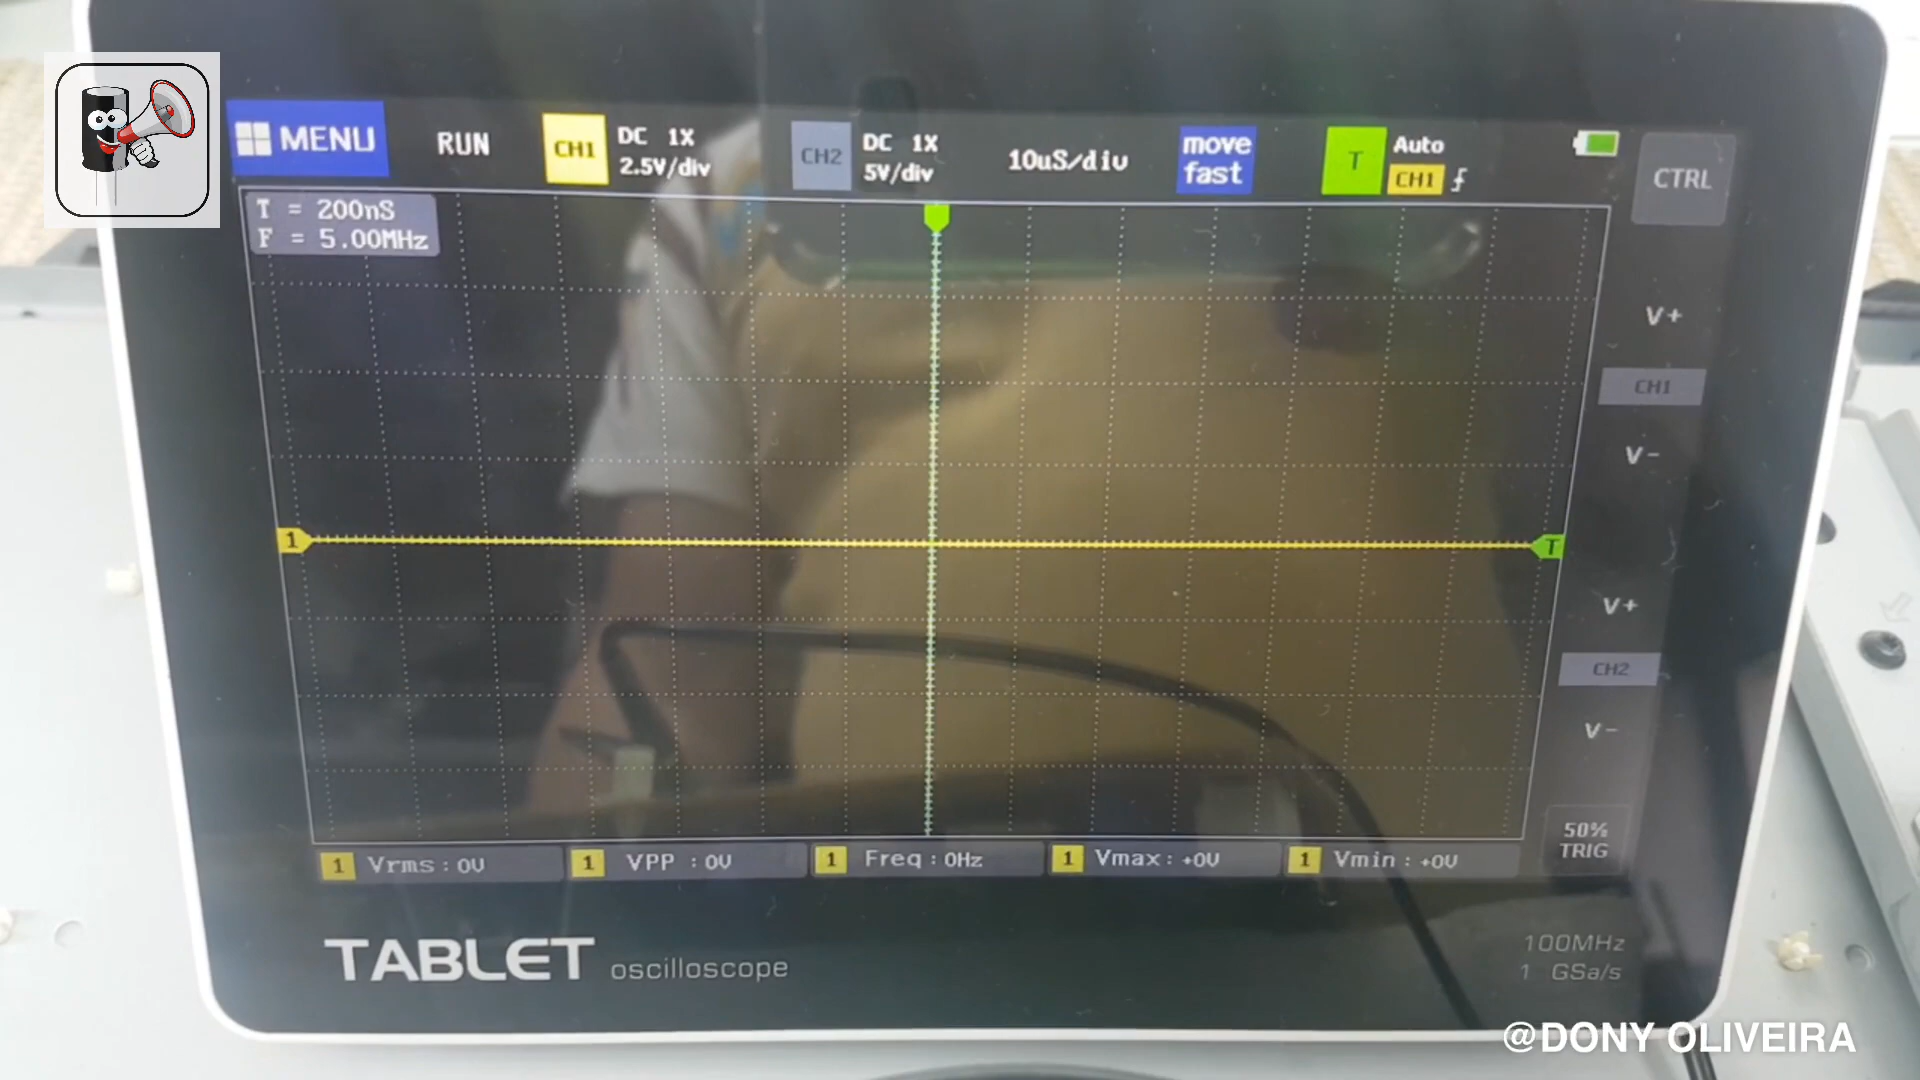 MENU
RUN
CH1
DC 1X
2.5V/div
CH2
DC 1X
5V/div
10uS/div
move
fast
T
Auto
CH1
CTRL
T = 200nS
F = 5.00MHz
V+
CH1
V-
1
T
V+
CH2
V-
50%
TRIG
1 Vrms : 0V
1 VPP : 0V
1 Freq : 0Hz
1 Vmax : +0V
1 Vmin : +0V
TABLET oscilloscope
100MHz
1 GSa/s
@DONY OLIVEIRA